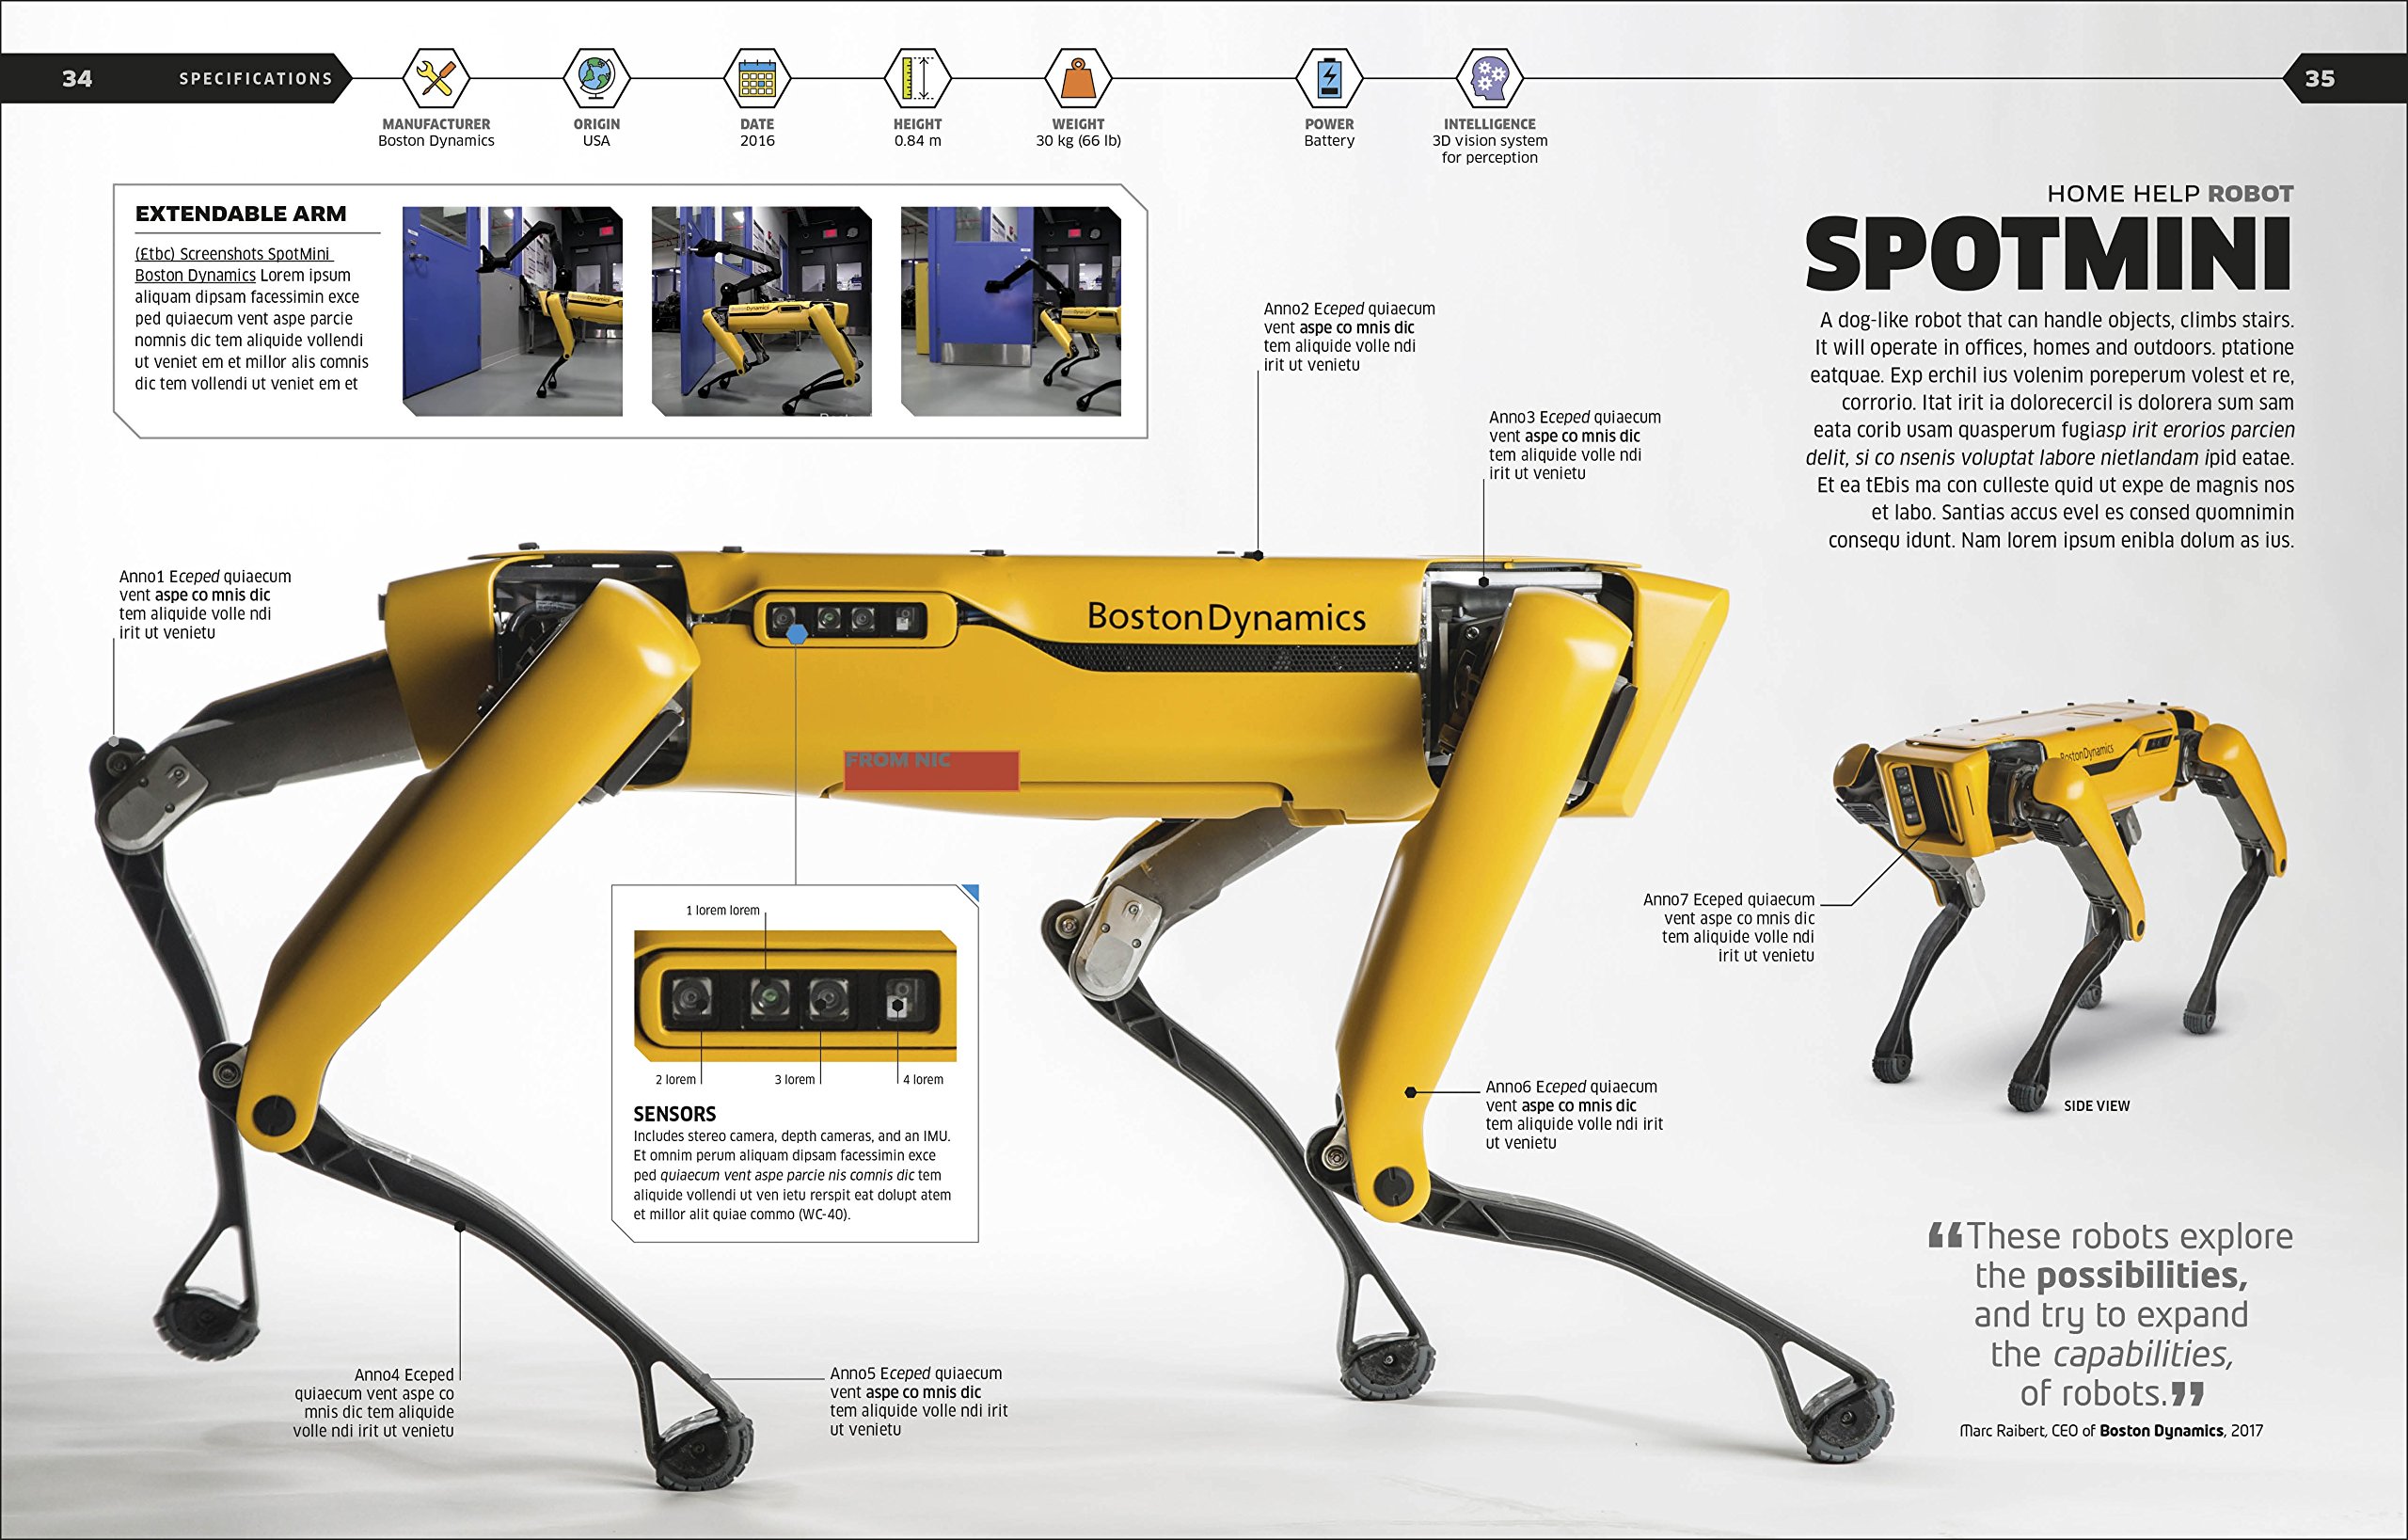 34
SPECIFICATIONS
MANUFACTURER
Boston Dynamics
ORIGIN
USA
DATE
2016
HEIGHT
0.84 m
WEIGHT
30 kg (66 lb)
POWER
Battery
INTELLIGENCE
3D vision system
for perception
35
EXTENDABLE ARM
(Etbc) Screenshots SpotMini
Boston Dynamics Lorem ipsum
aliquam dipsam facessimin exce
ped quiaecum vent aspe parcie
nomnis dic tem aliquide vollendi
ut veniet em et millor alis comnis
dic tem vollendi ut veniet em et
HOME HELP ROBOT
SPOTMINI
A dog-like robot that can handle objects, climbs stairs.
It will operate in offices, homes and outdoors. ptatione
eatquae. Exp erchil ius volenim poreperum volest et re,
corrorio. Itat irit ia dolorecercil is dolorera sum sam
eata corib usam quasperum fugiasp irit erorios parcien
delit, si co nsenis voluptat labore nietlandam ipid eatae.
Et ea tEbis ma con culleste quid ut expe de magnis nos
et labo. Santias accus evel es consed quomnimin
consequ idunt. Nam lorem ipsum enibla dolum as ius.
Anno2 Eceped quiaecum
vent aspe co mnis dic
tem aliquide volle ndi
irit ut venietu
Anno3 Eceped quiaecum
vent aspe co mnis dic
tem aliquide volle ndi
irit ut venietu
Anno1 Eceped quiaecum
vent aspe co mnis dic
tem aliquide volle ndi
irit ut venietu
BostonDynamics
FROM NIC
BostonDynamics
Anno7 Eceped quiaecum
vent aspe co mnis dic
tem aliquide volle ndi
irit ut venietu
SIDE VIEW
1 lorem lorem
2 lorem
3 lorem
4 lorem
SENSORS
Includes stereo camera, depth cameras, and an IMU.
Et omnim perum aliquam dipsam facessimin exce
ped quiaecum vent aspe parcie nis comnis dic tem
aliquide vollendi ut ven ietu rerspit eat dolupt atem
et millor alit quiae commo (WC-40).
Anno6 Eceped quiaecum
vent aspe co mnis dic
tem aliquide volle ndi irit
ut venietu
Anno4 Eceped
quiaecum vent aspe co
mnis dic tem aliquide
volle ndi irit ut venietu
Anno5 Eceped quiaecum
vent aspe co mnis dic
tem aliquide volle ndi irit
ut venietu
❝These robots explore
the possibilities,
and try to expand
the capabilities,
of robots.❞
Marc Raibert, CEO of Boston Dynamics, 2017